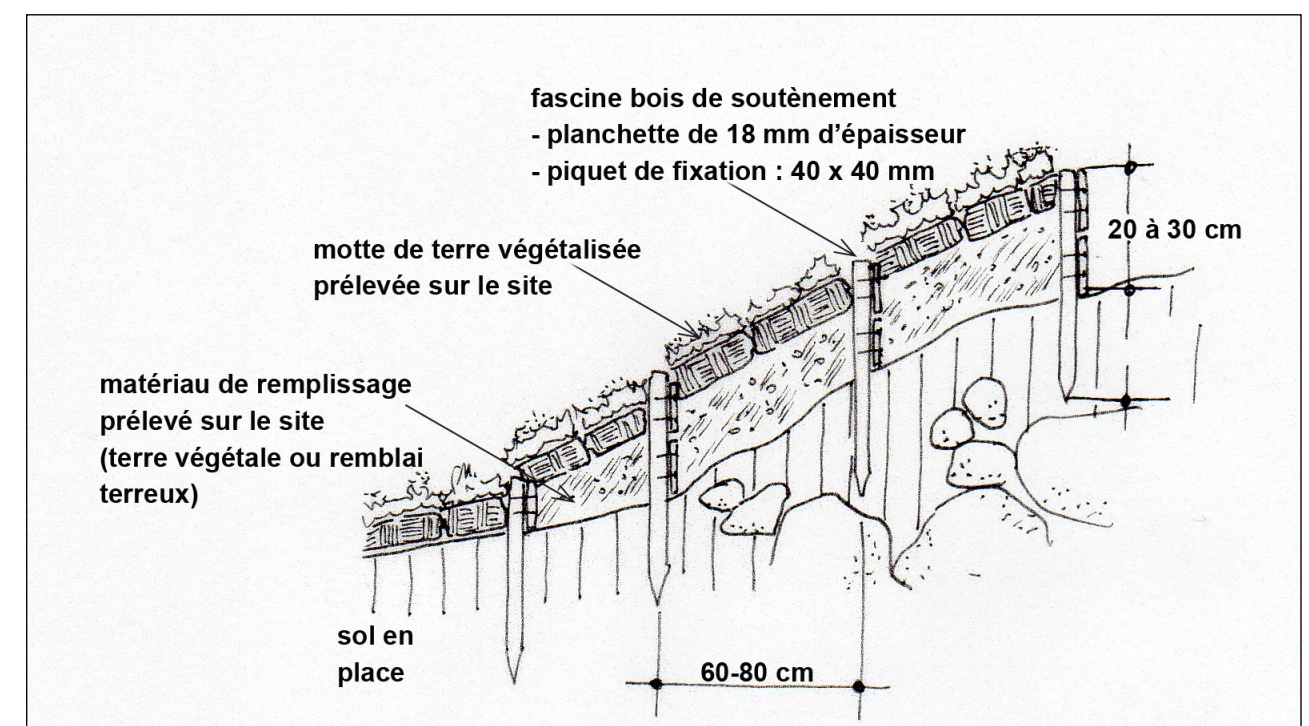 fascine bois de soutènement
- planchette de 18 mm d’épaisseur
- piquet de fixation : 40 x 40 mm
20 à 30 cm
motte de terre végétalisée
prélevée sur le site
matériau de remplissage
prélevé sur le site
(terre végétale ou remblai
terreux)
sol en
place
60-80 cm